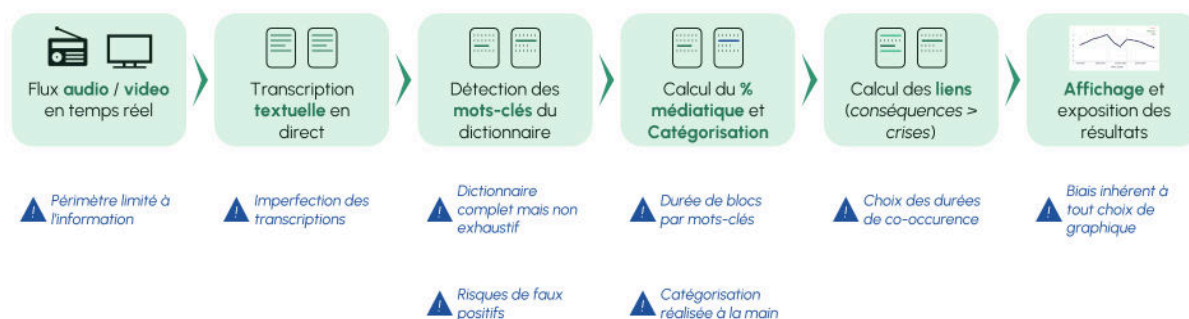 Flux audio / video
en temps réel
Transcription
textuelle en
direct
Détection des
mots-clés du
dictionnaire
Calcul du %
médiatique et
Catégorisation
Calcul des liens
(conséquences >
crises)
Affichage et
exposition des
résultats
Périmètre limité à
l'information
Imperfection des
transcriptions
Dictionnaire
complet mais non
exhaustif
Durée de blocs
par mots-clés
Choix des durées
de co-occurence
Biais inhérent à
tout choix de
graphique
Risques de faux
positifs
Catégorisation
réalisée à la main